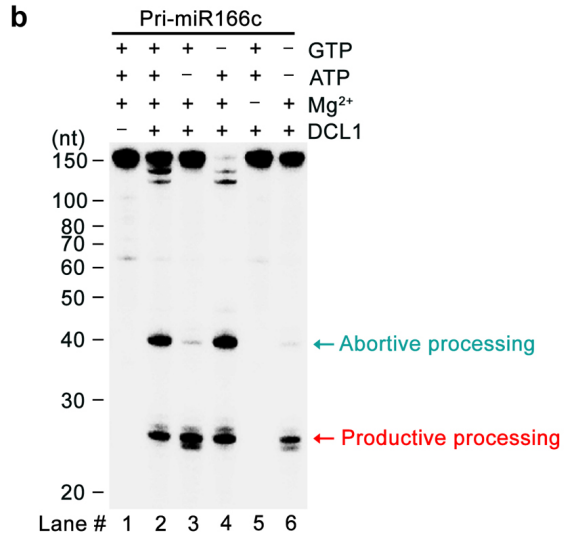 b
Pri-miR166c
+ + + − + − GTP
+ + − + + − ATP
+ + + + − + Mg²⁺
− + + + + + DCL1
(nt)
150
100
80
70
60
50
40 ← Abortive processing
30
← Productive processing
20
Lane # 1 2 3 4 5 6